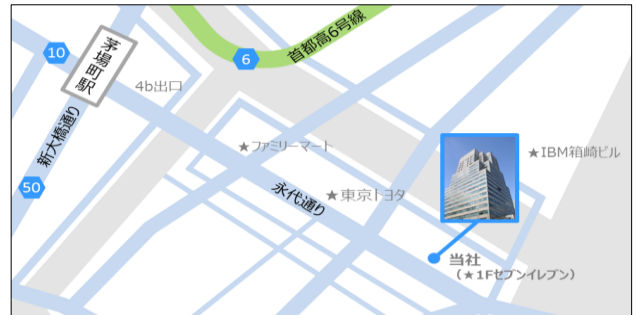 首都高6号線
10
茅場町駅
6
4b出口
新大橋通り
★ファミリーマート
★IBM箱崎ビル
50
永代通り
★東京トヨタ
当社
(★1Fセブンイレブン)